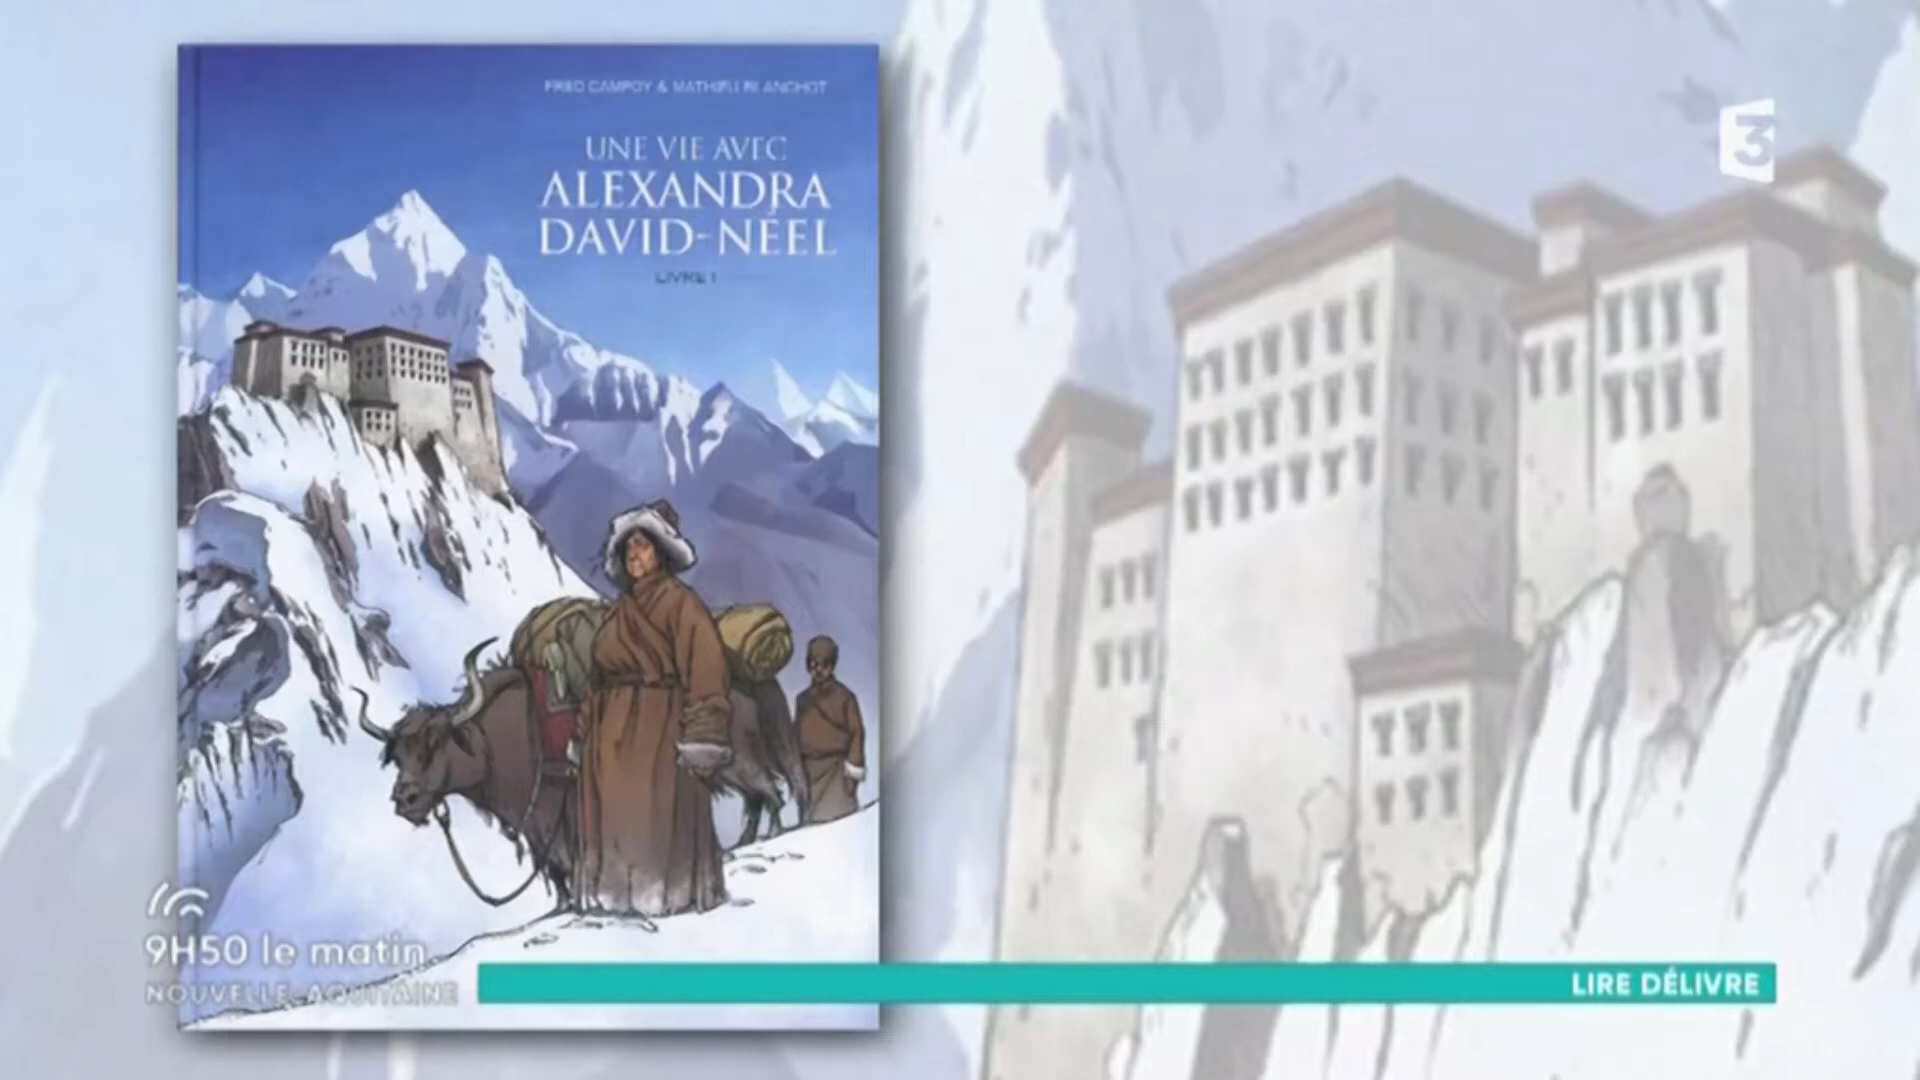 FRED CAMPOY & MATHIEU BLANCHOT
UNE VIE AVEC
ALEXANDRA
DAVID-NÉEL
LIVRE I
3
9H50 le matin
NOUVELLE-AQUITAINE
LIRE DÉLIVRE